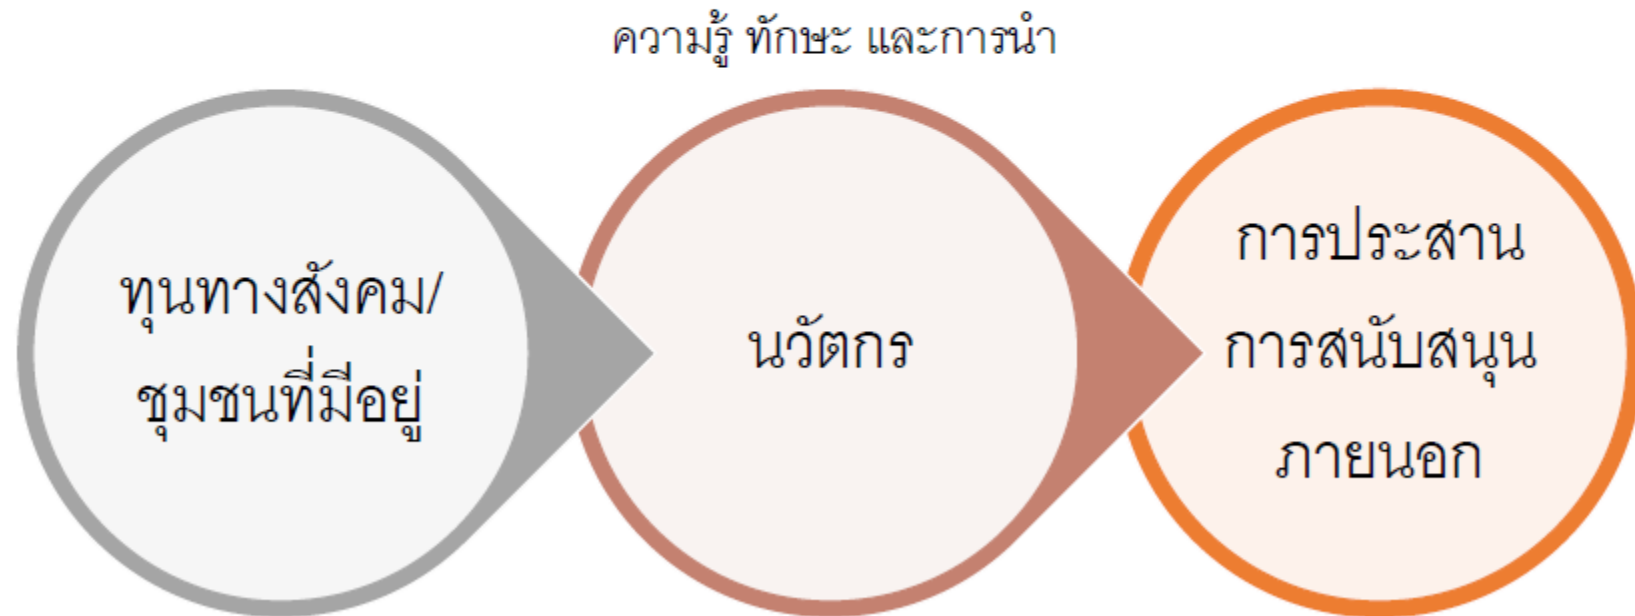 ความรู้ ทักษะ และการนำ
ทุนทางสังคม/
ชุมชนที่มีอยู่
นวัตกร
การประสาน
การสนับสนุน
ภายนอก